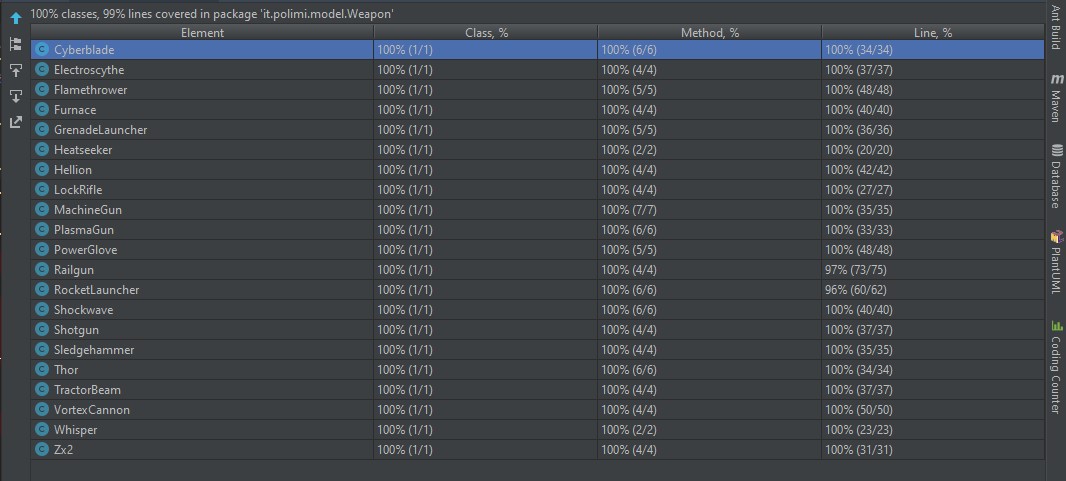 100% classes, 99% lines covered in package 'it.polimi.model.Weapon'
Element Class, % Method, % Line, %
Cyberblade 100% (1/1) 100% (6/6) 100% (34/34)
Electroscythe 100% (1/1) 100% (4/4) 100% (37/37)
Flamethrower 100% (1/1) 100% (5/5) 100% (48/48)
Furnace 100% (1/1) 100% (4/4) 100% (40/40)
GrenadeLauncher 100% (1/1) 100% (5/5) 100% (36/36)
Heatseeker 100% (1/1) 100% (2/2) 100% (20/20)
Hellion 100% (1/1) 100% (4/4) 100% (42/42)
LockRifle 100% (1/1) 100% (4/4) 100% (27/27)
MachineGun 100% (1/1) 100% (7/7) 100% (35/35)
PlasmaGun 100% (1/1) 100% (6/6) 100% (33/33)
PowerGlove 100% (1/1) 100% (5/5) 100% (48/48)
Railgun 100% (1/1) 100% (4/4) 97% (73/75)
RocketLauncher 100% (1/1) 100% (6/6) 96% (60/62)
Shockwave 100% (1/1) 100% (6/6) 100% (40/40)
Shotgun 100% (1/1) 100% (4/4) 100% (37/37)
Sledgehammer 100% (1/1) 100% (4/4) 100% (35/35)
Thor 100% (1/1) 100% (6/6) 100% (34/34)
TractorBeam 100% (1/1) 100% (4/4) 100% (37/37)
VortexCannon 100% (1/1) 100% (4/4) 100% (50/50)
Whisper 100% (1/1) 100% (2/2) 100% (23/23)
Zx2 100% (1/1) 100% (4/4) 100% (31/31)
Ant Build
Maven
Database
PlantUML
Coding Counter